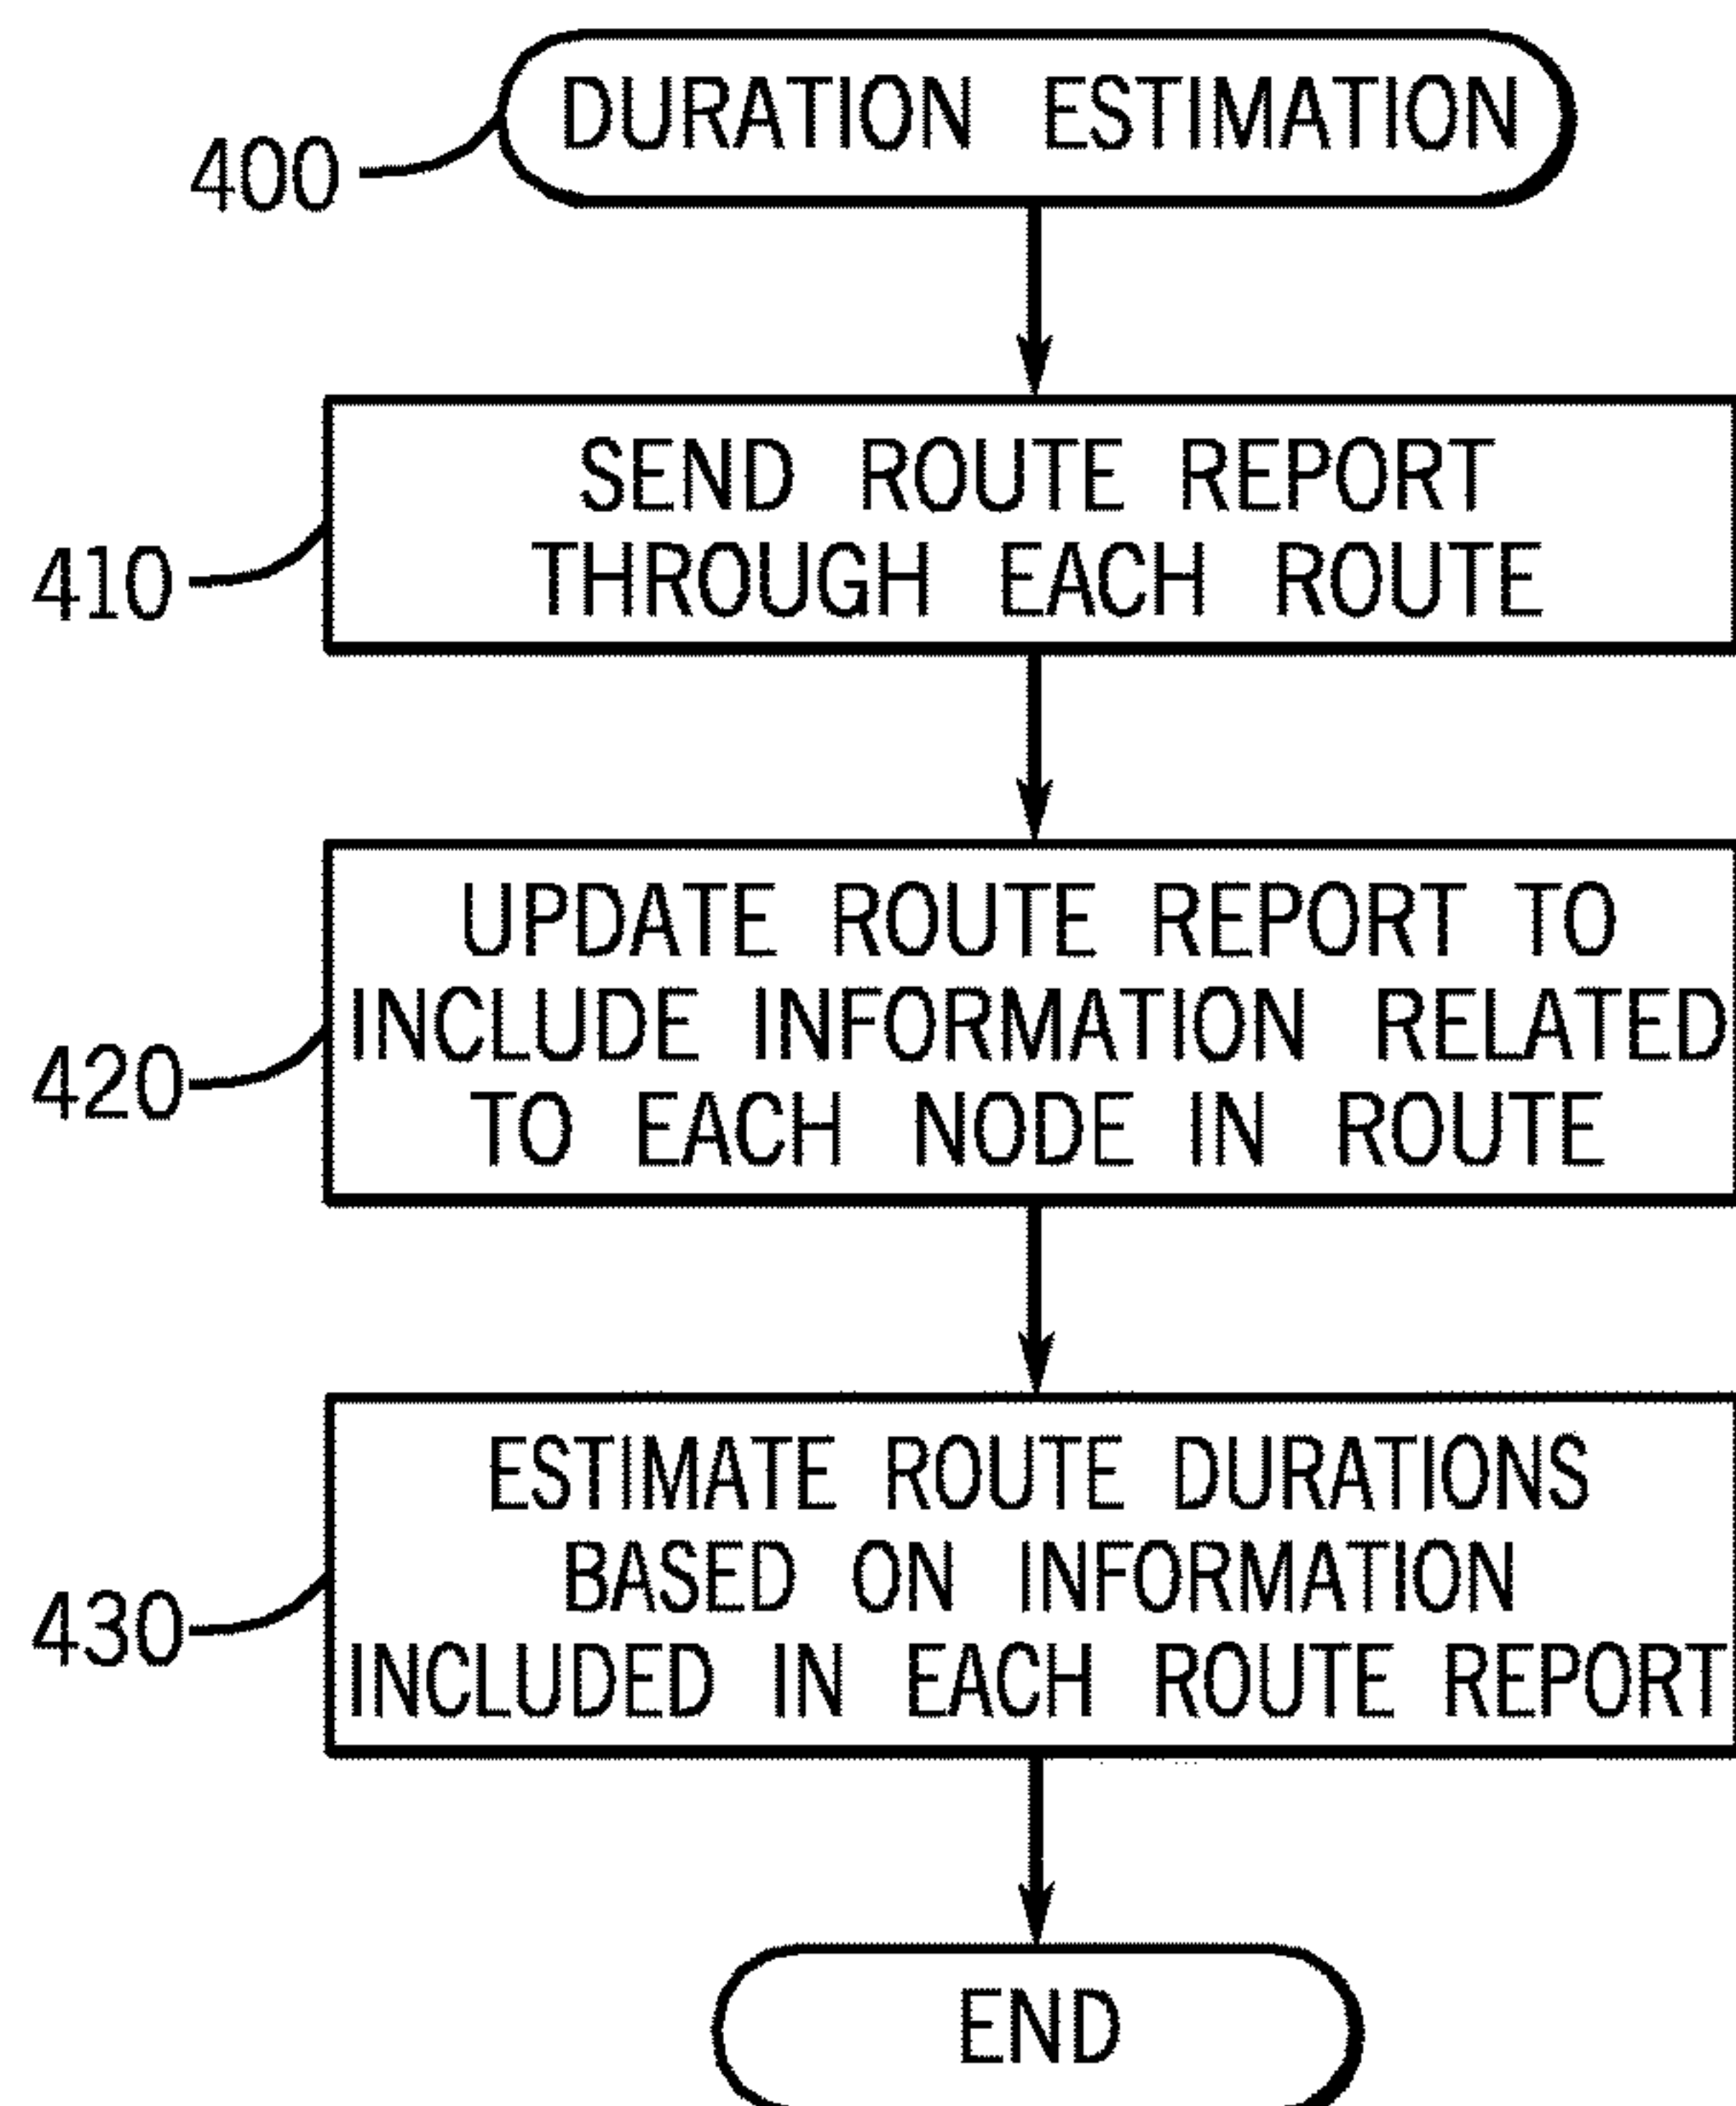 DURATION ESTIMATION
400
SEND ROUTE REPORT
THROUGH EACH ROUTE
410
UPDATE ROUTE REPORT TO
INCLUDE INFORMATION RELATED
TO EACH NODE IN ROUTE
420
ESTIMATE ROUTE DURATIONS
BASED ON INFORMATION
INCLUDED IN EACH ROUTE REPORT
430
END